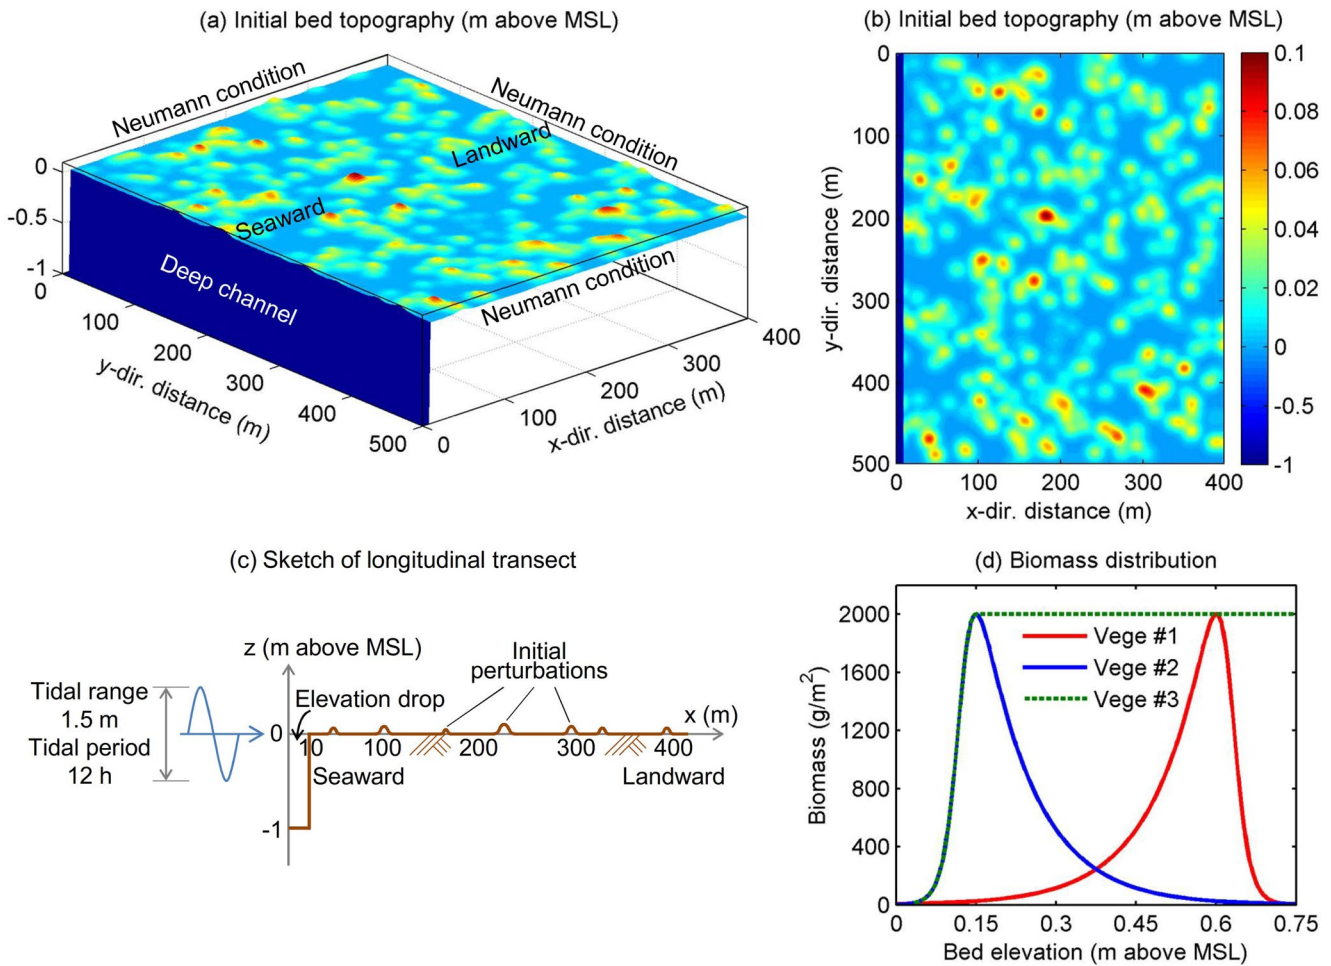 (a) Initial bed topography (m above MSL)
Neumann condition
Neumann condition
Landward
Seaward
Deep channel
Neumann condition
0
-0.5
-1
0
100
200
300
400
500
y-dir. distance (m)
0
100
200
300
400
x-dir. distance (m)
(b) Initial bed topography (m above MSL)
0
100
200
300
400
500
y-dir. distance (m)
0
100
200
300
400
x-dir. distance (m)
0.1
0.08
0.06
0.04
0.02
0
-0.5
-1
(c) Sketch of longitudinal transect
z (m above MSL)
Initial
perturbations
Tidal range
1.5 m
Tidal period
12 h
Elevation drop
x (m)
0
10
100
200
300
400
Seaward
Landward
-1
(d) Biomass distribution
2000
1600
1200
800
400
0
Biomass (g/m²)
Vege #1
Vege #2
Vege #3
0
0.15
0.3
0.45
0.6
0.75
Bed elevation (m above MSL)